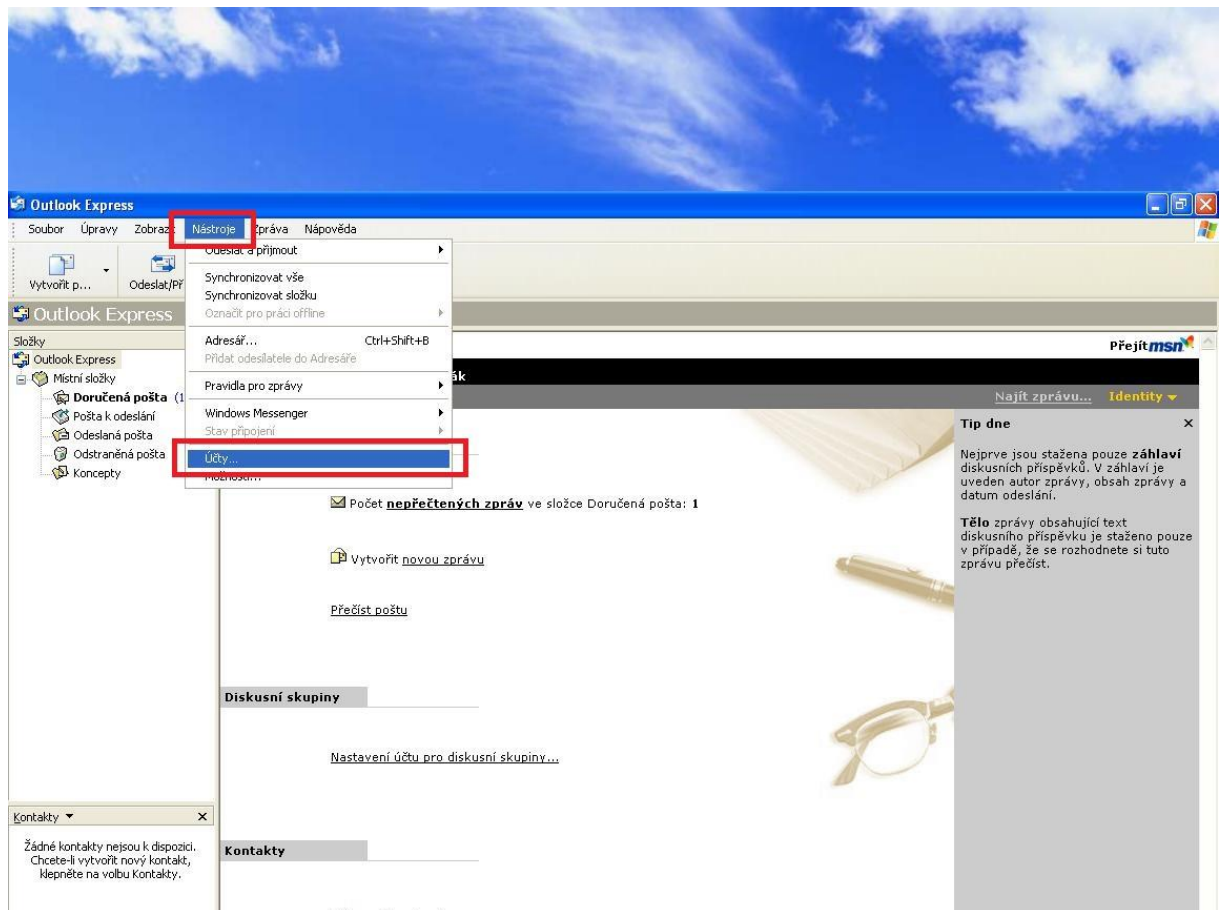 Outlook Express
Soubor Úpravy Zobrazit Nástroje Zpráva Nápověda
Vytvořit p... Odeslat/Př
Odeslat a přijmout
Synchronizovat vše
Synchronizovat složku
Označit pro práci offline
Adresář... Ctrl+Shift+B
Přidat odesílatele do Adresáře
Pravidla pro zprávy
Windows Messenger
Stav připojení
Účty...
Možnosti...
Outlook Express
Složky
Outlook Express
Místní složky
Doručená pošta (1
Pošta k odeslání
Odeslaná pošta
Odstraněná pošta
Koncepty
Přejít msn
ák
Najít zprávu... Identity
Počet nepřečtených zpráv ve složce Doručená pošta: 1
Vytvořit novou zprávu
Přečíst poštu
Diskusní skupiny
Nastavení účtu pro diskusní skupiny...
Kontakty
Tip dne
Nejprve jsou stažena pouze záhlaví
diskusních příspěvků. V záhlaví je
uveden autor zprávy, obsah zprávy a
datum odeslání.
Tělo zprávy obsahující text
diskusního příspěvku je staženo pouze
v případě, že se rozhodnete si tuto
zprávu přečíst.
Kontakty
Žádné kontakty nejsou k dispozici.
Chcete-li vytvořit nový kontakt,
klepněte na volbu Kontakty.